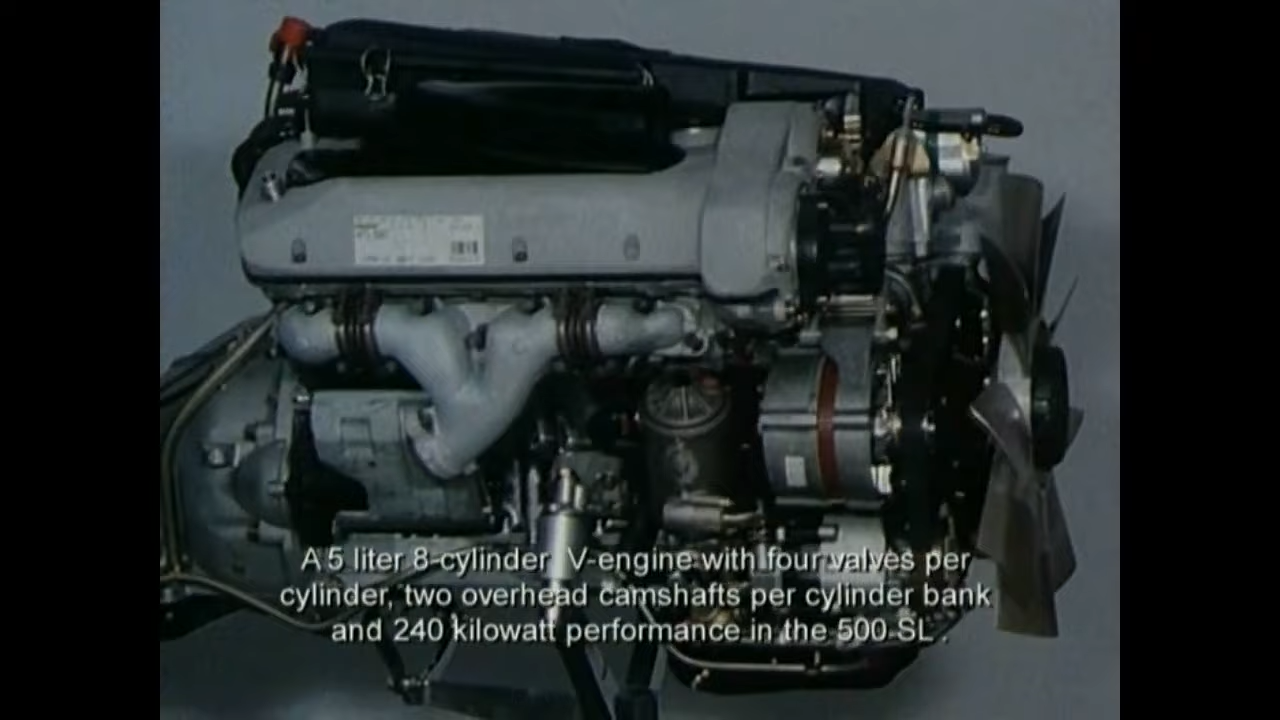 A 5 liter 8-cylinder V-engine with four valves per
cylinder, two overhead camshafts per cylinder bank
and 240 kilowatt performance in the 500 SL .